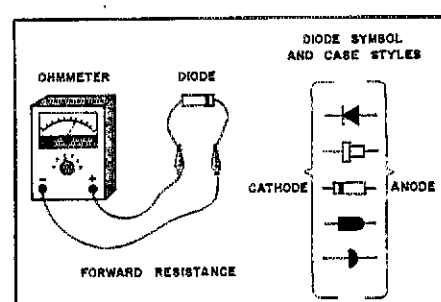 DIODE SYMBOL
AND CASE STYLES
OHMMETER
DIODE
- +
CATHODE
ANODE
FORWARD RESISTANCE